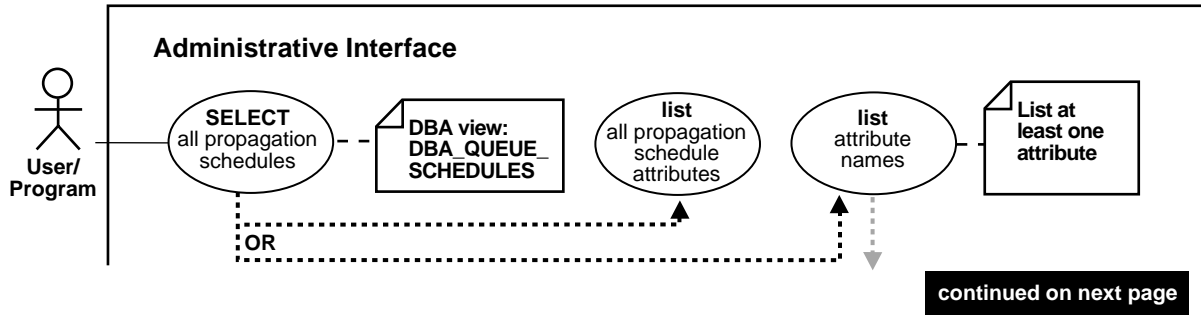 Administrative Interface
User/
Program
SELECT
all propagation
schedules
DBA view:
DBA_QUEUE_
SCHEDULES
list
all propagation
schedule
attributes
list
attribute
names
List at
least one
attribute
OR
continued on next page